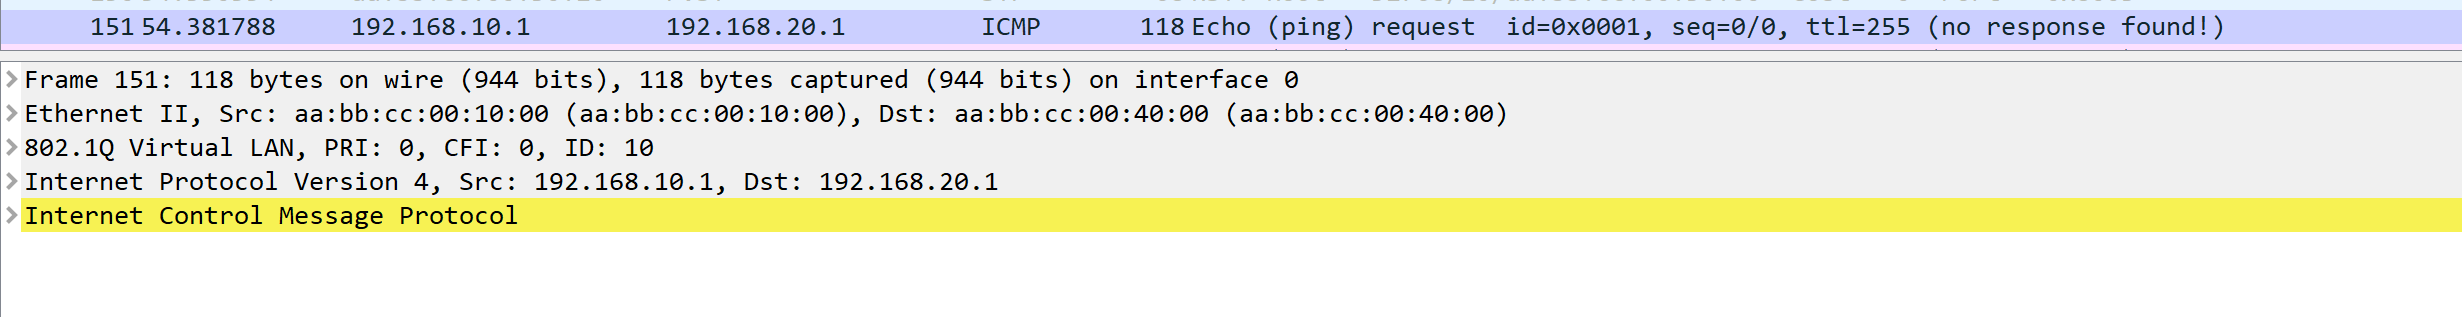 151 54.381788 192.168.10.1 192.168.20.1 ICMP 118 Echo (ping) request id=0x0001, seq=0/0, ttl=255 (no response found!)
Frame 151: 118 bytes on wire (944 bits), 118 bytes captured (944 bits) on interface 0
Ethernet II, Src: aa:bb:cc:00:10:00 (aa:bb:cc:00:10:00), Dst: aa:bb:cc:00:40:00 (aa:bb:cc:00:40:00)
802.1Q Virtual LAN, PRI: 0, CFI: 0, ID: 10
Internet Protocol Version 4, Src: 192.168.10.1, Dst: 192.168.20.1
Internet Control Message Protocol